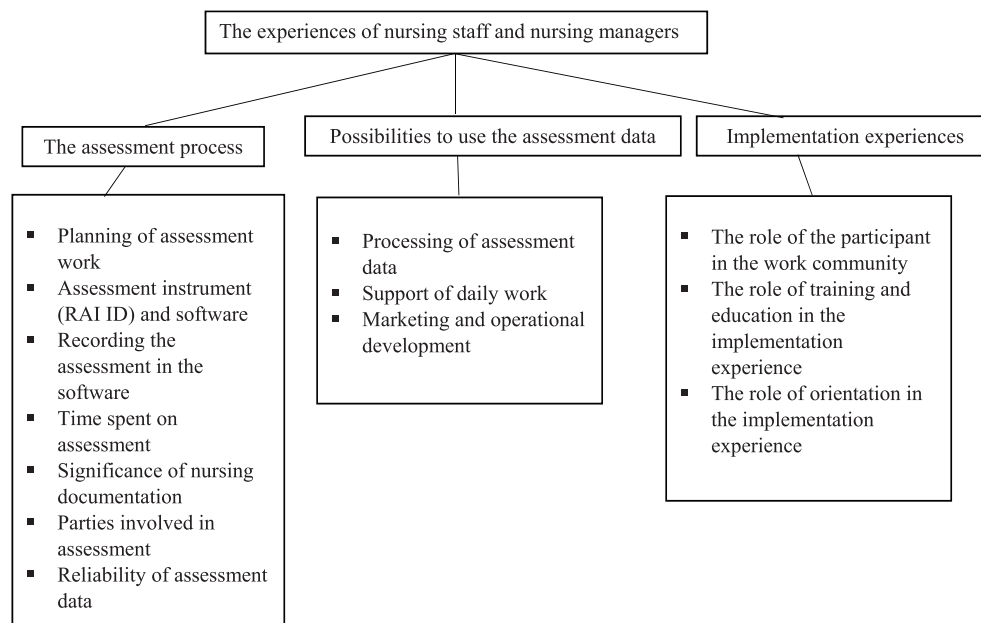 The experiences of nursing staff and nursing managers
The assessment process
Possibilities to use the assessment data
Implementation experiences
▪ Planning of assessment
work
▪ Assessment instrument
(RAI ID) and software
▪ Recording the
assessment in the
software
▪ Time spent on
assessment
▪ Significance of nursing
documentation
▪ Parties involved in
assessment
▪ Reliability of assessment
data
▪ Processing of assessment
data
▪ Support of daily work
▪ Marketing and operational
development
▪ The role of the participant
in the work community
▪ The role of training and
education in the
implementation
experience
▪ The role of orientation in
the implementation
experience